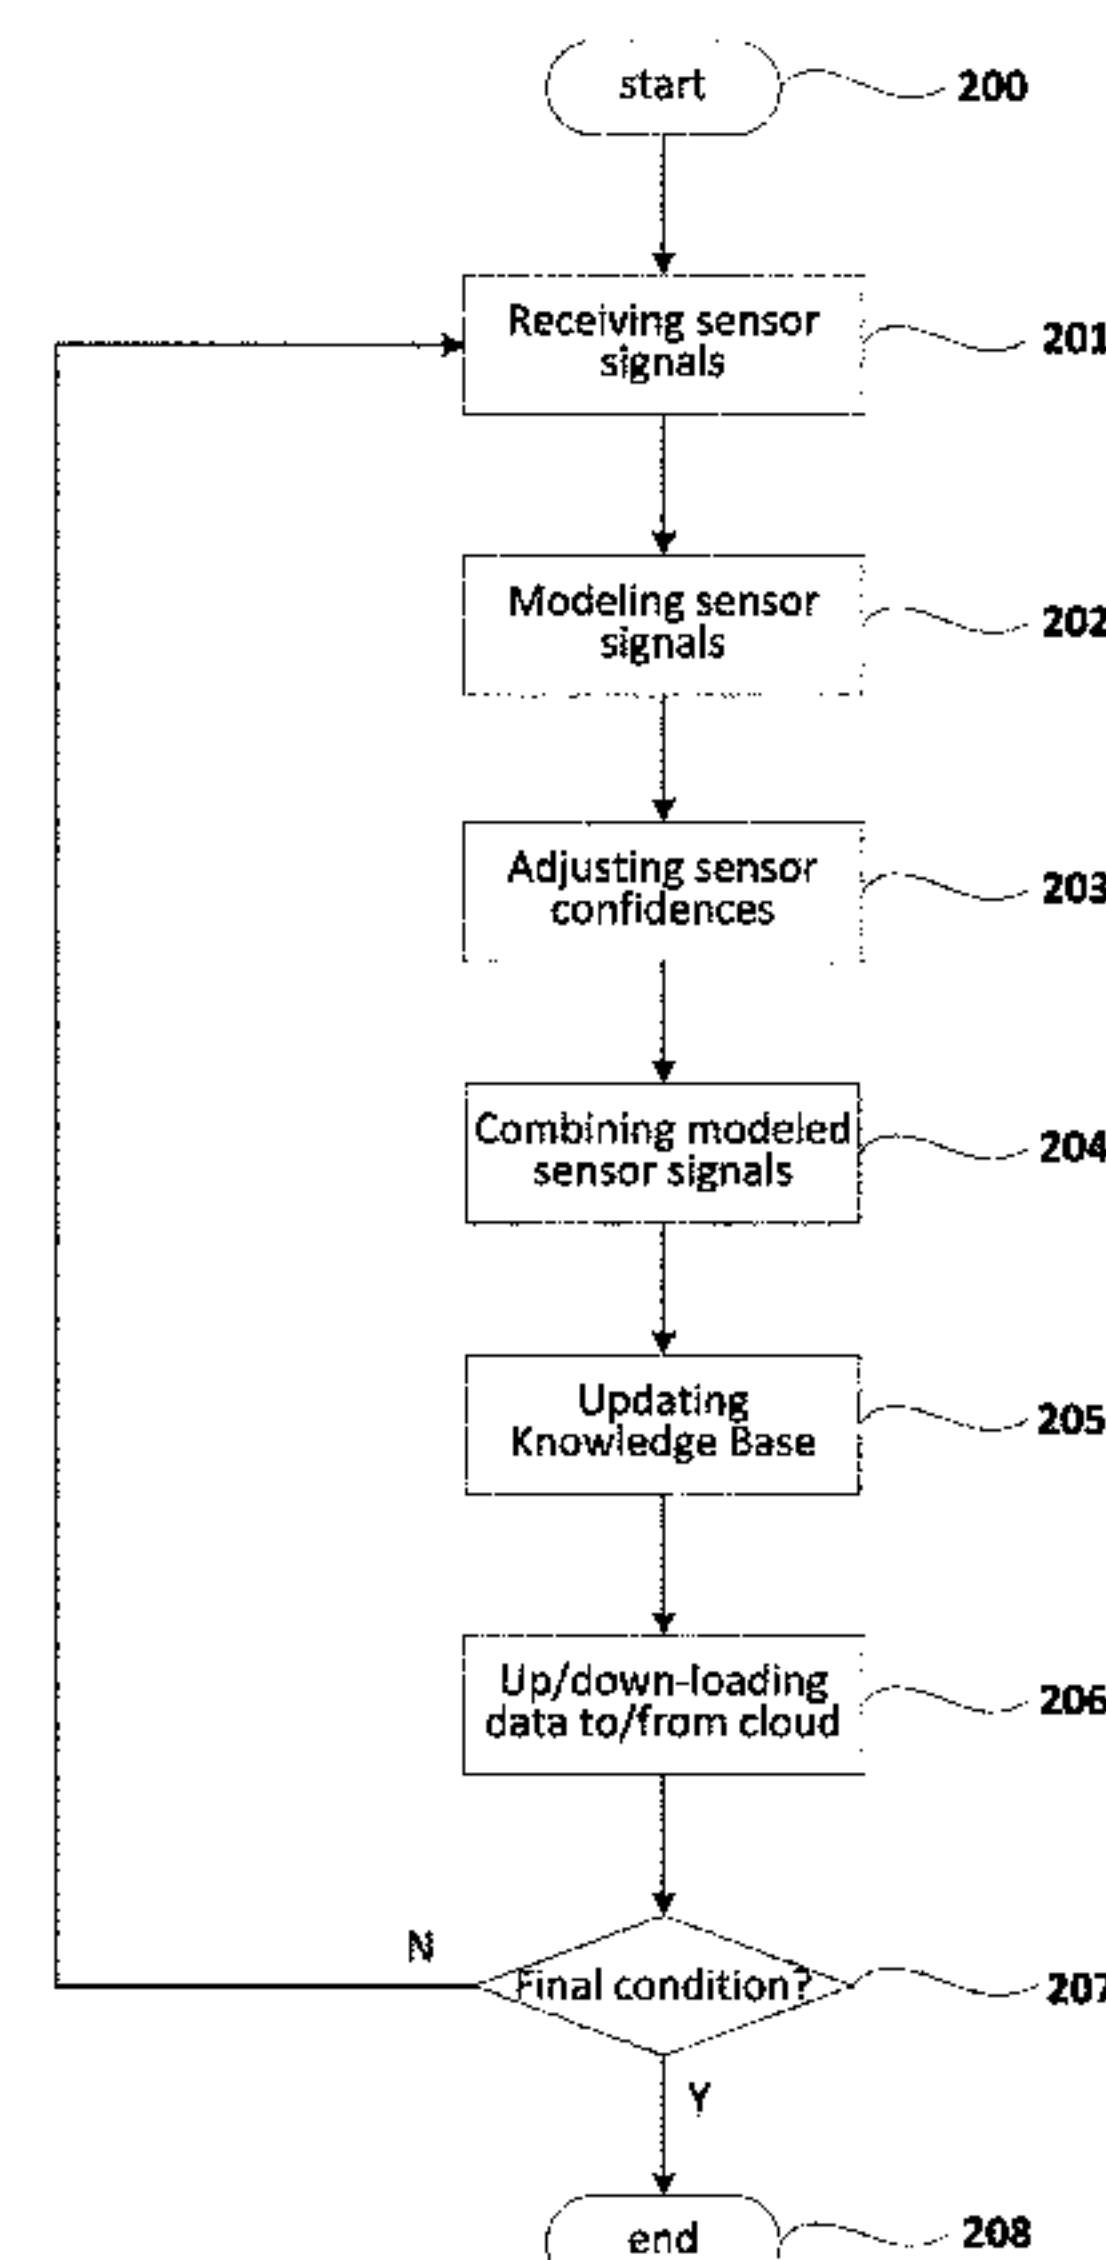 start
200
Receiving sensor
signals
201
Modeling sensor
signals
202
Adjusting sensor
confidences
203
Combining modeled
sensor signals
204
Updating
Knowledge Base
205
Up/down-loading
data to/from cloud
206
N
Final condition?
207
Y
end
208